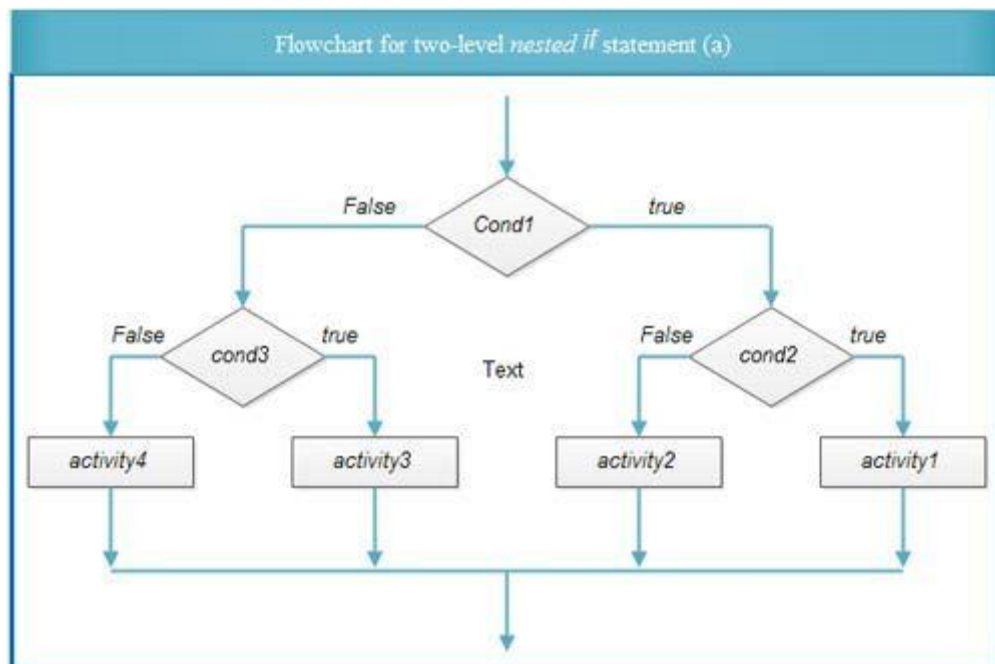 Flowchart for two-level nested if statement (a)
False
true
Cond1
False
true
False
true
cond3
cond2
Text
activity4
activity3
activity2
activity1